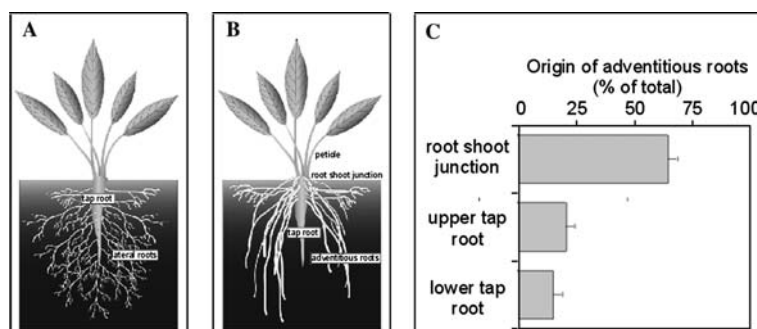 A
tap root
lateral roots
B
petiole
root shoot junction
tap root
adventitious roots
C
Origin of adventitious roots
(% of total)
0 25 50 75 100
root shoot
junction
upper tap
root
lower tap
root